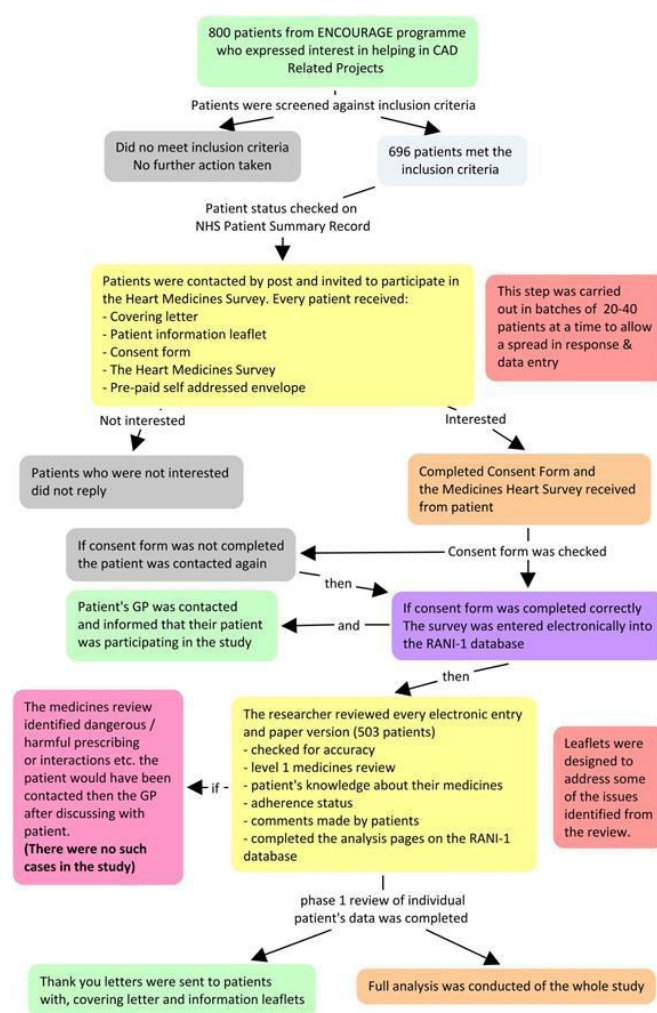 800 patients from ENCOURAGE programme
who expressed interest in helping in CAD
Related Projects
Patients were screened against inclusion criteria
Did no meet inclusion criteria
No further action taken
696 patients met the
inclusion criteria
Patient status checked on
NHS Patient Summary Record
Patients were contacted by post and invited to participate in
the Heart Medicines Survey. Every patient received:
- Covering letter
- Patient information leaflet
- Consent form
- The Heart Medicines Survey
- Pre-paid self addressed envelope
This step was carried
out in batches of 20-40
patients at a time to allow
a spread in response &
data entry
Not interested
Interested
Patients who were not interested
did not reply
Completed Consent Form and
the Medicines Heart Survey received
from patient
If consent form was not completed
the patient was contacted again
Consent form was checked
then
Patient's GP was contacted
and informed that their patient
was participating in the study
and
If consent form was completed correctly
The survey was entered electronically into
the RANI-1 database
then
The medicines review
identified dangerous /
harmful prescribing
or interactions etc. the
patient would have been
contacted then the GP
after discussing with
patient.
(There were no such
cases in the study)
if
The researcher reviewed every electronic entry
and paper version (503 patients)
- checked for accuracy
- level 1 medicines review
- patient's knowledge about their medicines
- adherence status
- comments made by patients
- completed the analysis pages on the RANI-1
database
Leaflets were
designed to
address some
of the issues
identified from
the review.
phase 1 review of individual
patient's data was completed
Thank you letters were sent to patients
with, covering letter and information leaflets
Full analysis was conducted of the whole study